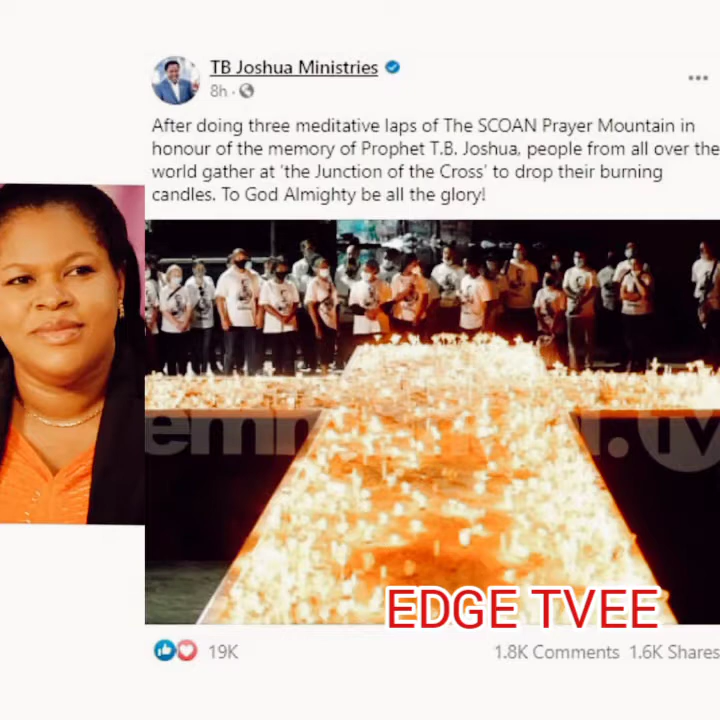 TB Joshua Ministries
8h
After doing three meditative laps of The SCOAN Prayer Mountain in
honour of the memory of Prophet T.B. Joshua, people from all over the
world gather at 'the Junction of the Cross' to drop their burning
candles. To God Almighty be all the glory!
EDGE TVEE
19K 1.8K Comments 1.6K Shares